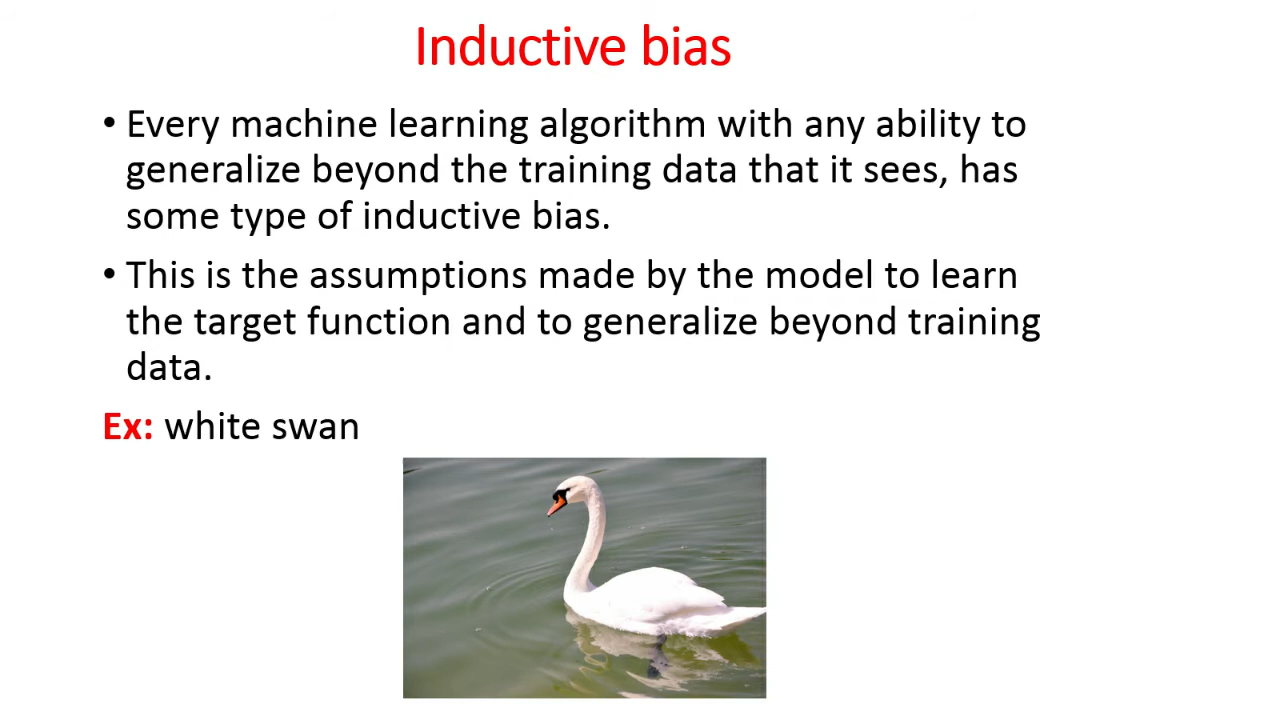 Inductive bias
• Every machine learning algorithm with any ability to
generalize beyond the training data that it sees, has
some type of inductive bias.
• This is the assumptions made by the model to learn
the target function and to generalize beyond training
data.
Ex: white swan